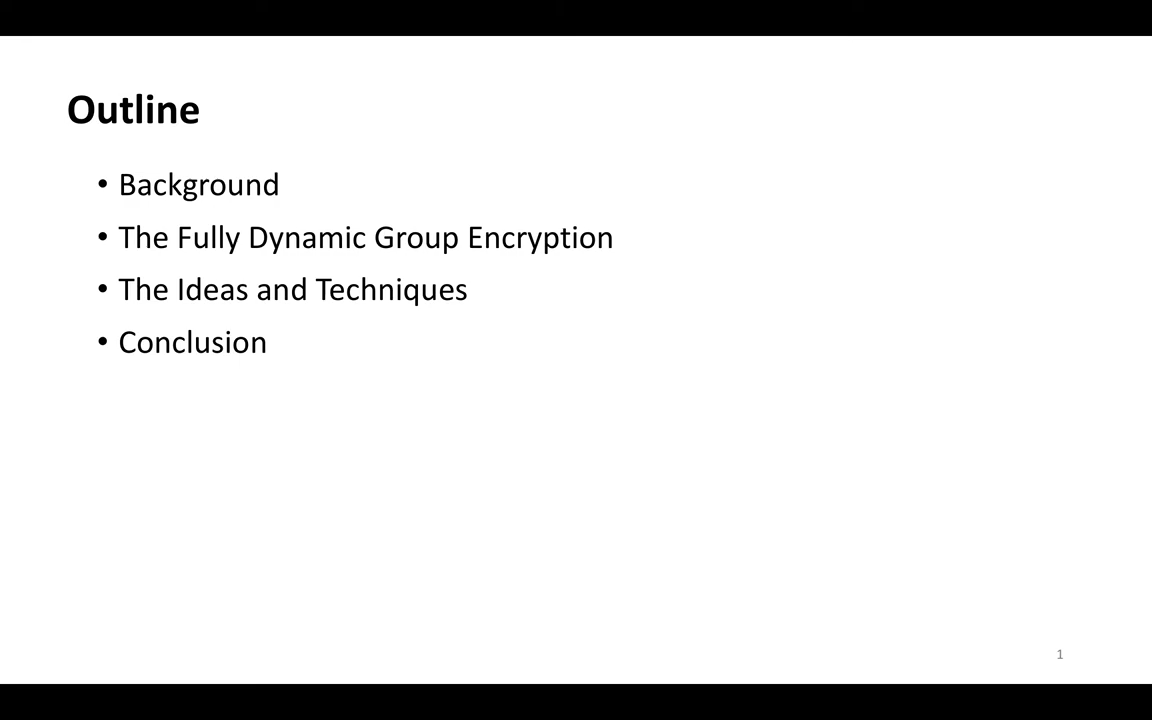 Outline
• Background
• The Fully Dynamic Group Encryption
• The Ideas and Techniques
• Conclusion
1